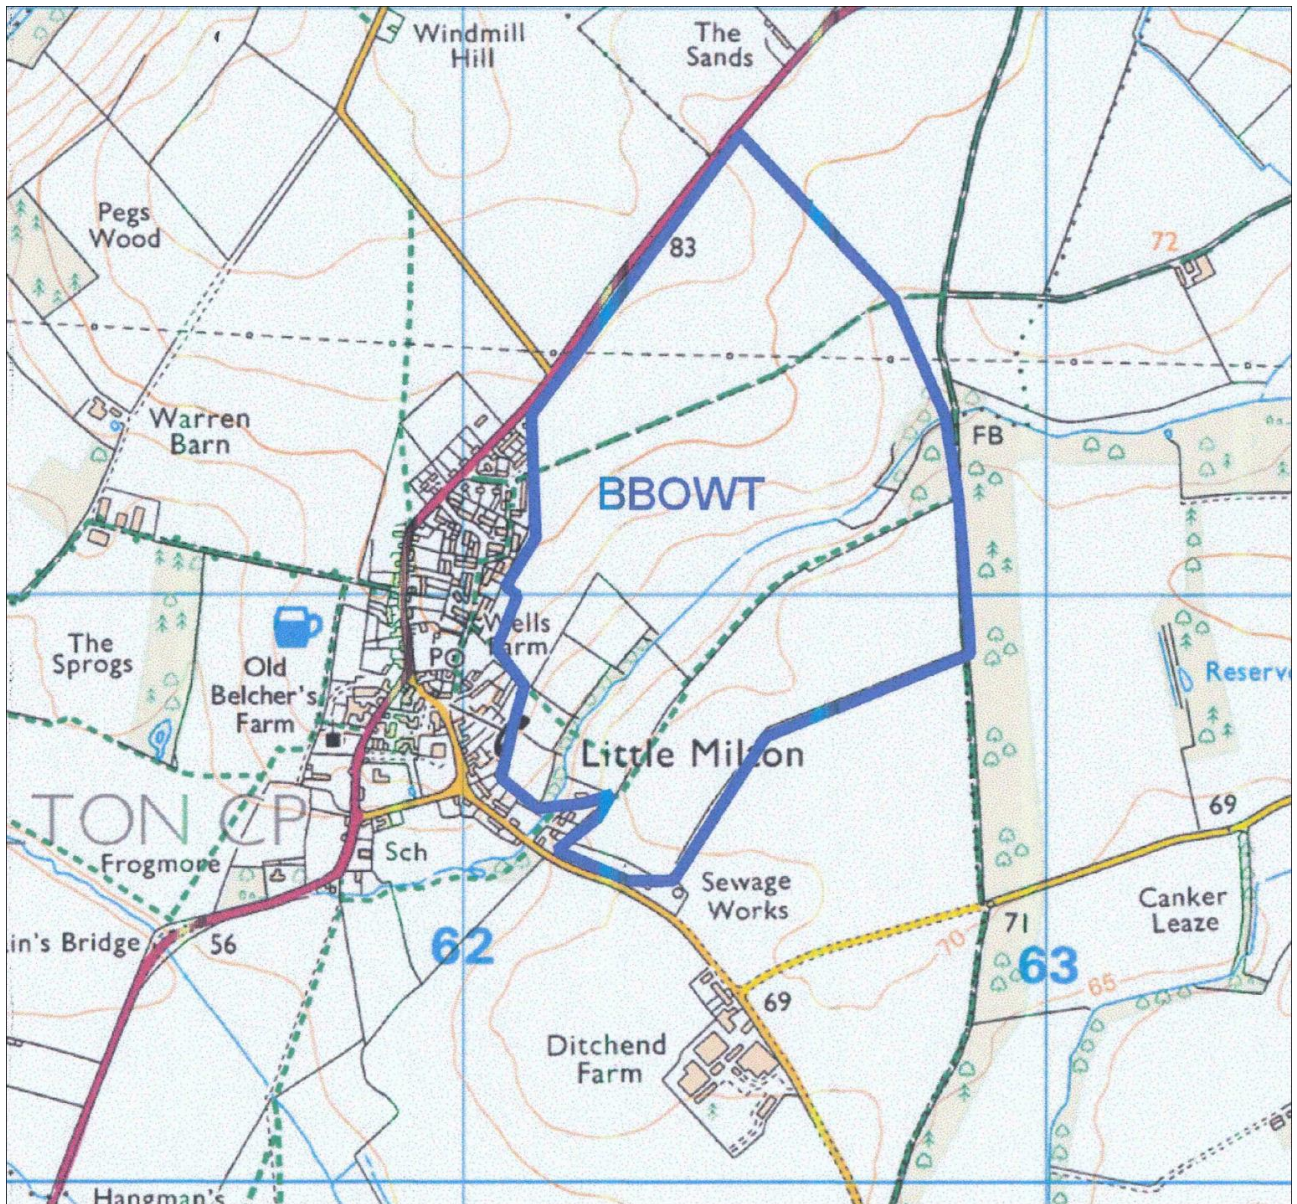 Windmill
Hill
The
Sands
Pegs
Wood
83
72
Warren
Barn
FB
BBOWT
The
Sprogs
Old
Belcher's
Farm
PO
Wells
Farm
Reserv
Little Milton
TON CP
Frogmore
Sch
69
Sewage
Works
Canker
Leaze
in's Bridge
56
62
71
63
70
65
69
Ditchend
Farm
Hangman's